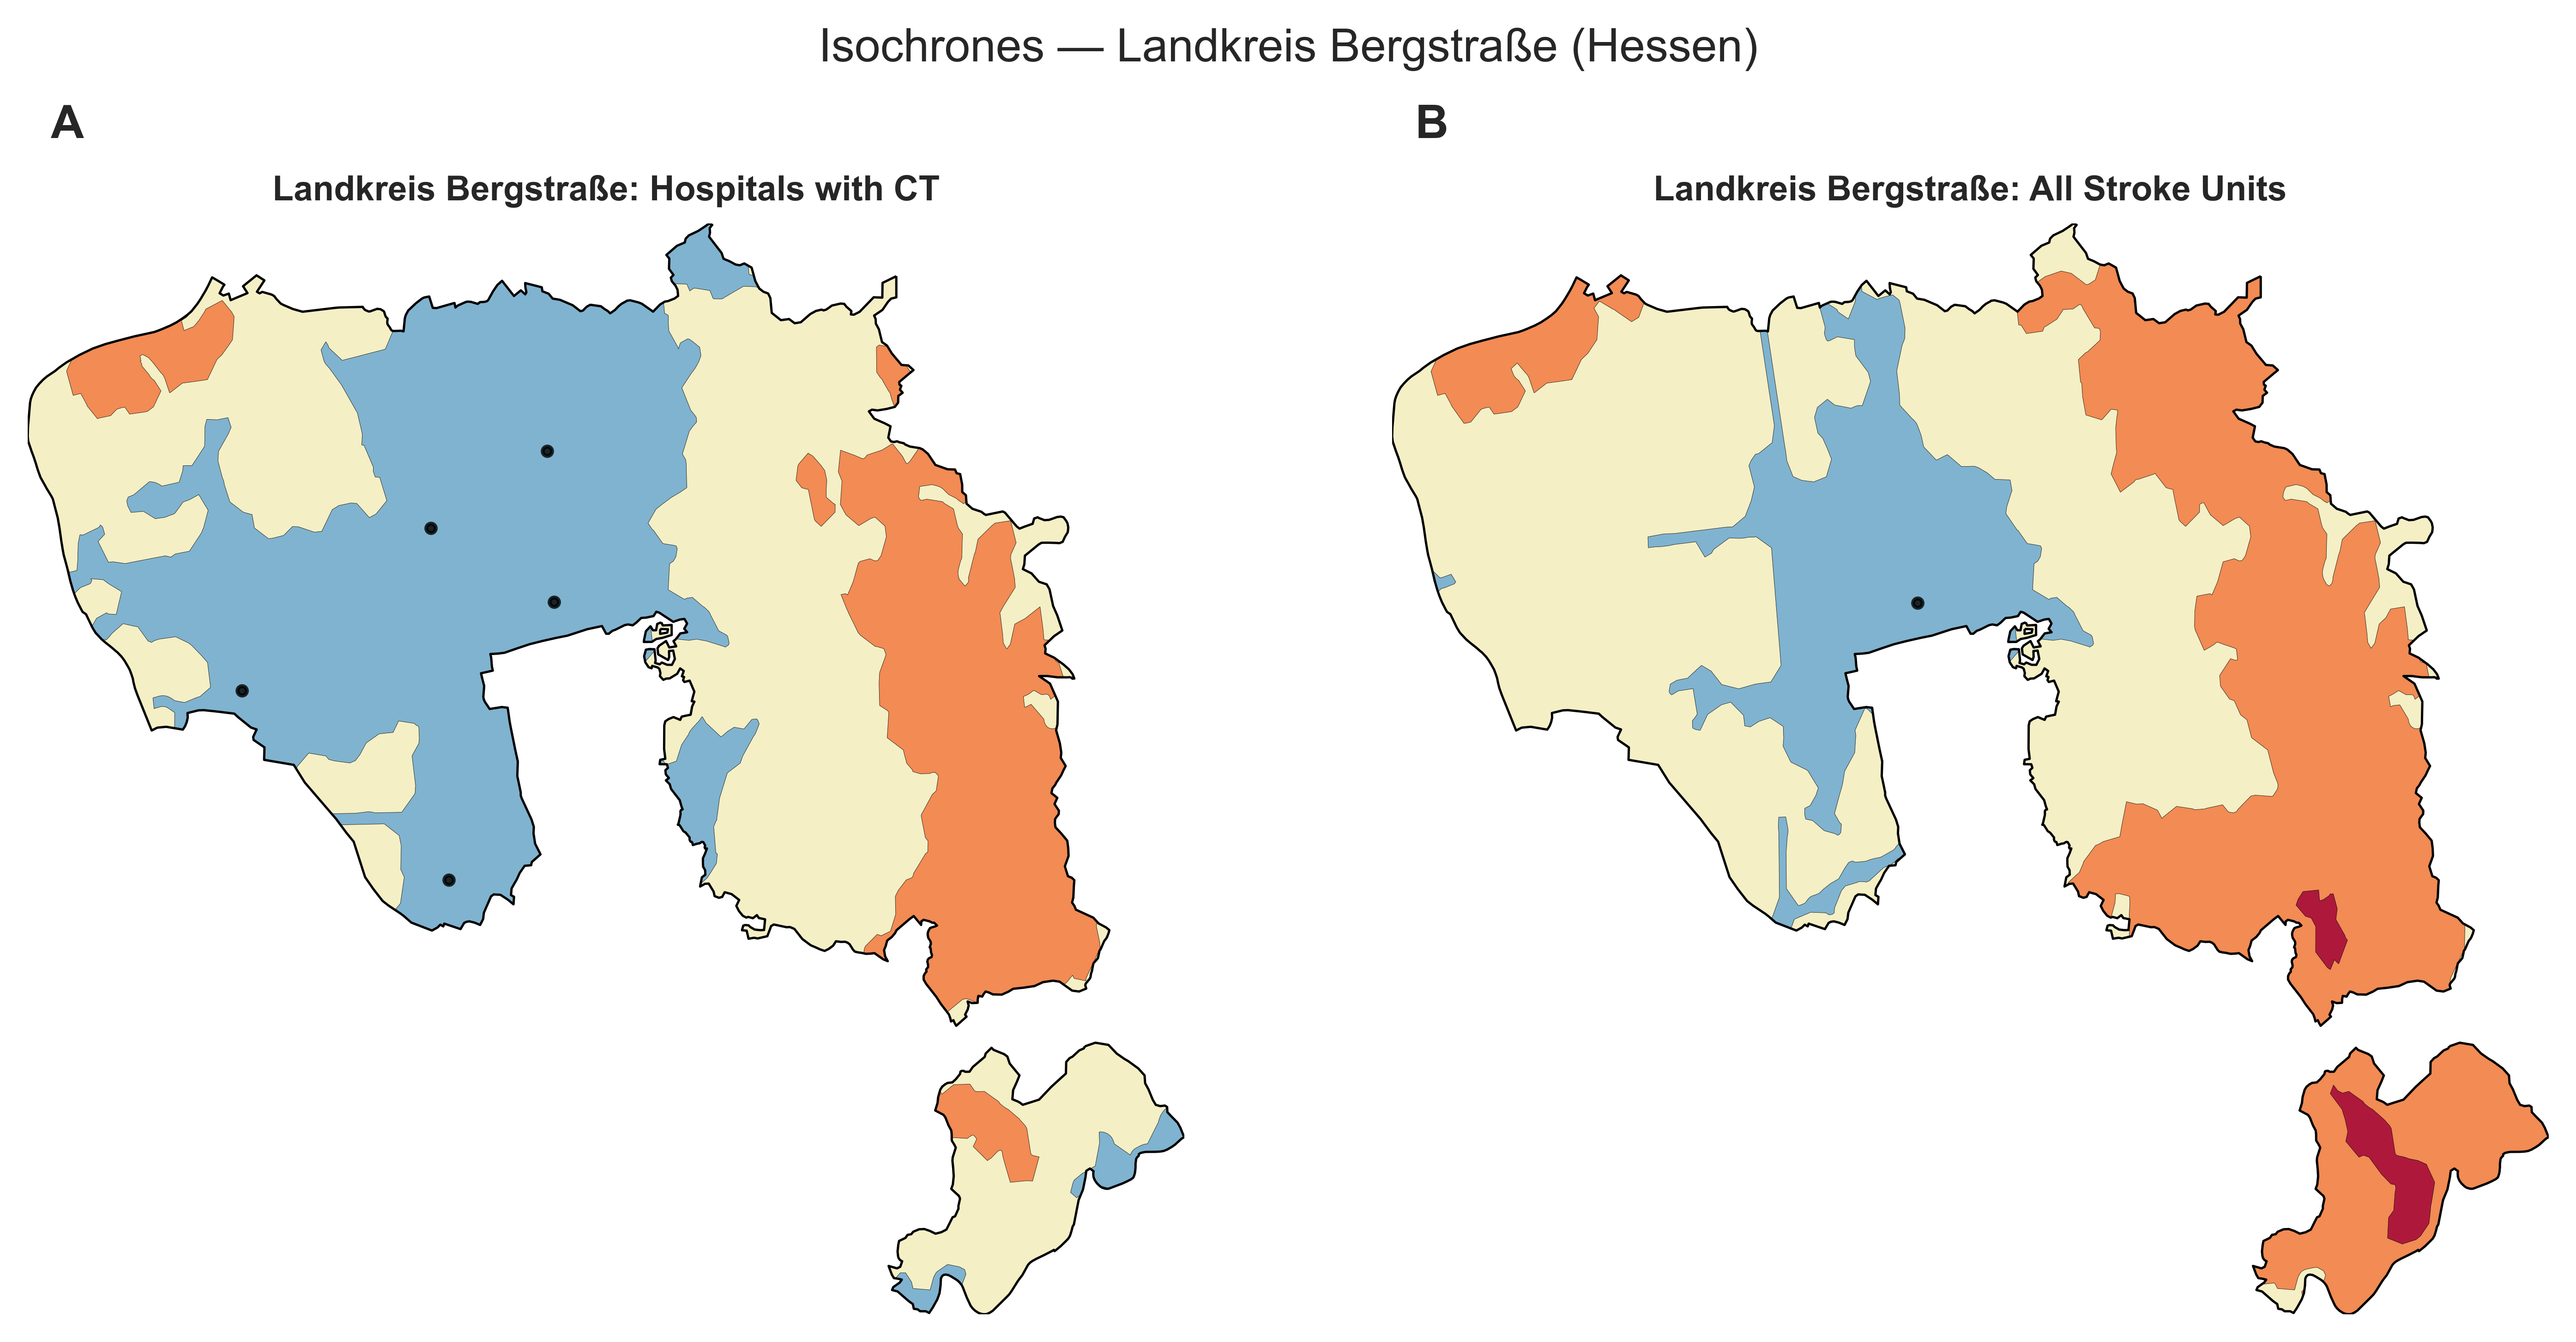 Isochrones — Landkreis Bergstraße (Hessen)
A
B
Landkreis Bergstraße: Hospitals with CT
Landkreis Bergstraße: All Stroke Units